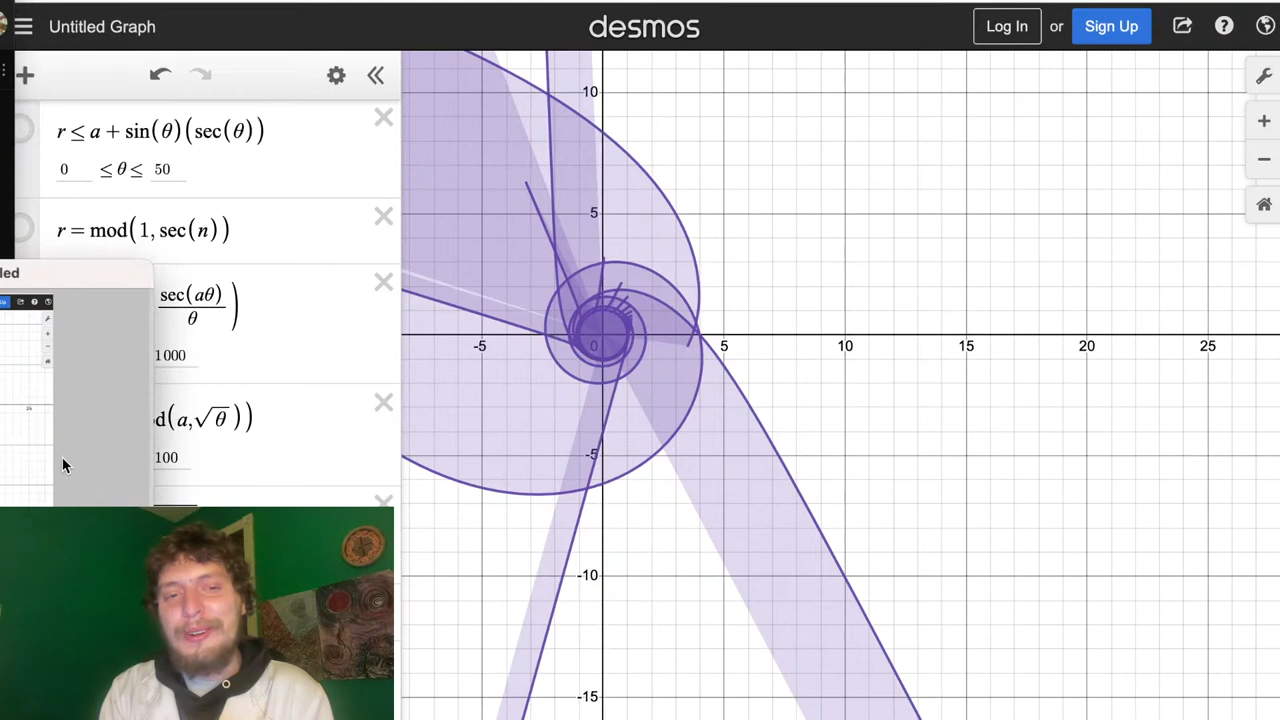 Untitled Graph
desmos
Log In or Sign Up
r ≤ a + sin(θ)(sec(θ))
0 ≤ θ ≤ 50
r = mod(1, sec(n))
sec(aθ)
θ
)
1000
d(a,√θ))
100
led
10
5
-5 0 5 10 15 20 25
-5
-10
-15